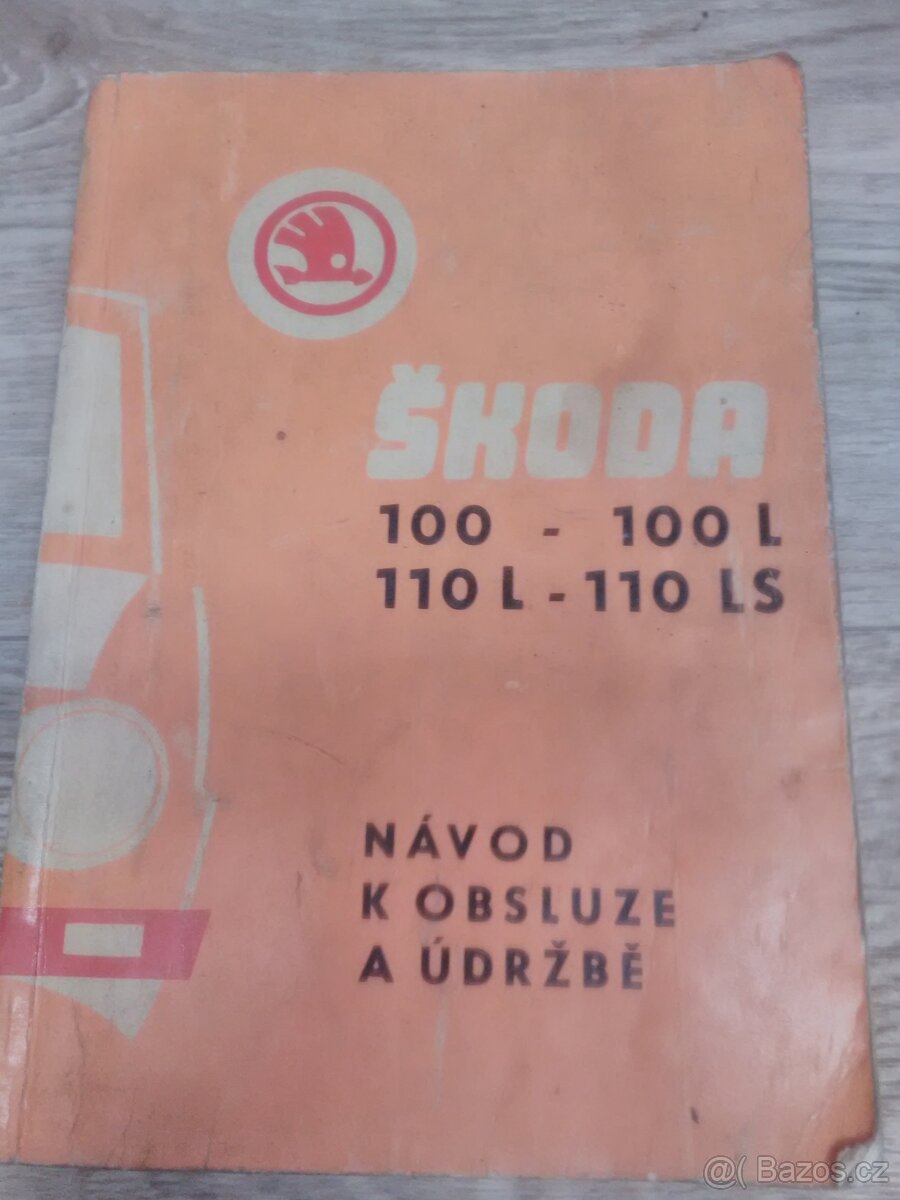 ŠKODA
100 - 100 L
110 L - 110 LS
NÁVOD
K OBSLUZE
A ÚDRŽBĚ
@( Bazos.cz